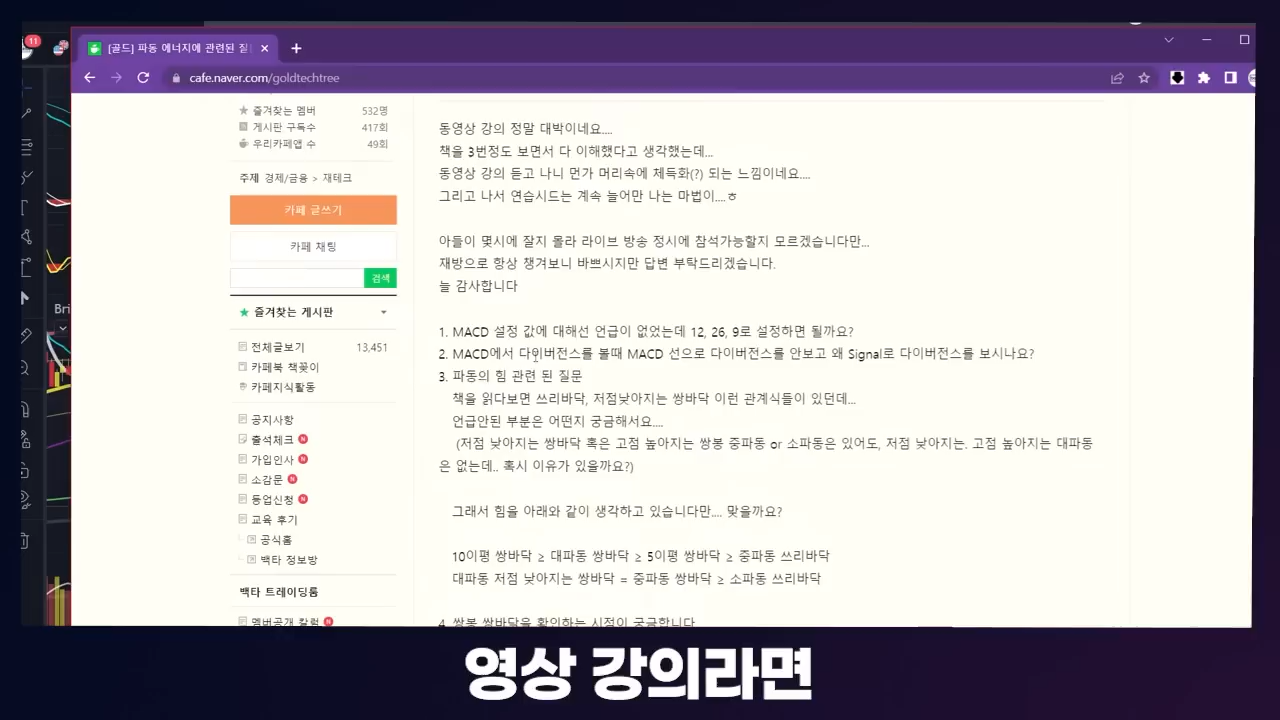 11
[골드] 파동 에너지에 관련된 질
cafe.naver.com/goldtechtree
즐겨찾는 멤버 532명
게시판 구독수 417회
우리카페앱 수 49회
주제 경제/금융 > 재테크
카페 글쓰기
카페 채팅
검색
즐겨찾는 게시판
전체글보기 13,451
카페북 책꽂이
카페지식활동
공지사항
출석체크 N
가입인사 N
소감문 N
동업신청 N
교육 후기
공식홈
백타 정보방
백타 트레이딩룸
멤버공개 칼럼 N
동영상 강의 정말 대박이네요....
책을 3번정도 보면서 다 이해했다고 생각했는데...
동영상 강의 듣고 나니 먼가 머리속에 체득화(?) 되는 느낌이네요....
그리고 나서 연습시드는 계속 늘어만 나는 마법이....ㅎ
아들이 몇시에 잘지 몰라 라이브 방송 정시에 참석가능할지 모르겠습니다만...
재방으로 항상 챙겨보니 바쁘시지만 답변 부탁드리겠습니다.
늘 감사합니다
1. MACD 설정 값에 대해선 언급이 없었는데 12, 26, 9로 설정하면 될까요?
2. MACD에서 다이버전스를 볼때 MACD 선으로 다이버전스를 안보고 왜 Signal로 다이버전스를 보시나요?
3. 파동의 힘 관련 된 질문
책을 읽다보면 쓰리바닥, 저점낮아지는 쌍바닥 이런 관계식들이 있던데...
언급안된 부분은 어떤지 궁금해서요....
(저점 낮아지는 쌍바닥 혹은 고점 높아지는 쌍봉 중파동 or 소파동은 있어도, 저점 낮아지는. 고점 높아지는 대파동
은 없는데.. 혹시 이유가 있을까요?)
그래서 힘을 아래와 같이 생각하고 있습니다만.... 맞을까요?
10이평 쌍바닥 ≥ 대파동 쌍바닥 ≥ 5이평 쌍바닥 ≥ 중파동 쓰리바닥
대파동 저점 낮아지는 쌍바닥 = 중파동 쌍바닥 ≥ 소파동 쓰리바닥
4. 쌍봉 쌍바닥을 확인하는 시점이 궁금합니다
Bri
영상 강의라면